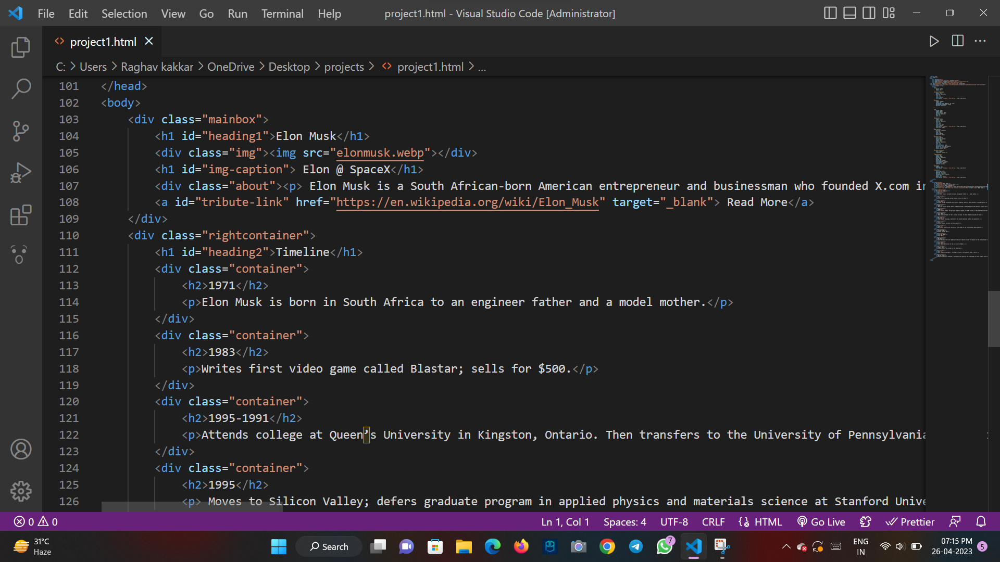 File Edit Selection View Go Run Terminal Help project1.html - Visual Studio Code [Administrator]
project1.html
C: > Users > Raghav kakkar > OneDrive > Desktop > projects > project1.html > ...
101 </head>
102 <body>
103 <div class="mainbox">
104 <h1 id="heading1">Elon Musk</h1>
105 <div class="img"><img src="elonmusk.webp"></div>
106 <h1 id="img-caption"> Elon @ SpaceX</h1>
107 <div class="about"><p> Elon Musk is a South African-born American entrepreneur and businessman who founded X.com in
108 <a id="tribute-link" href="https://en.wikipedia.org/wiki/Elon_Musk" target="_blank"> Read More</a>
109 </div>
110 <div class="rightcontainer">
111 <h1 id="heading2">Timeline</h1>
112 <div class="container">
113 <h2>1971</h2>
114 <p>Elon Musk is born in South Africa to an engineer father and a model mother.</p>
115 </div>
116 <div class="container">
117 <h2>1983</h2>
118 <p>Writes first video game called Blastar; sells for $500.</p>
119 </div>
120 <div class="container">
121 <h2>1995-1991</h2>
122 <p>Attends college at Queen’s University in Kingston, Ontario. Then transfers to the University of Pennsylvania
123 </div>
124 <div class="container">
125 <h2>1995</h2>
126 <p> Moves to Silicon Valley; defers graduate program in applied physics and materials science at Stanford Unive
0 0 Ln 1, Col 1 Spaces: 4 UTF-8 CRLF HTML Go Live Prettier
31°C
Haze
Search
7
ENG
IN
07:15 PM
26-04-2023
5